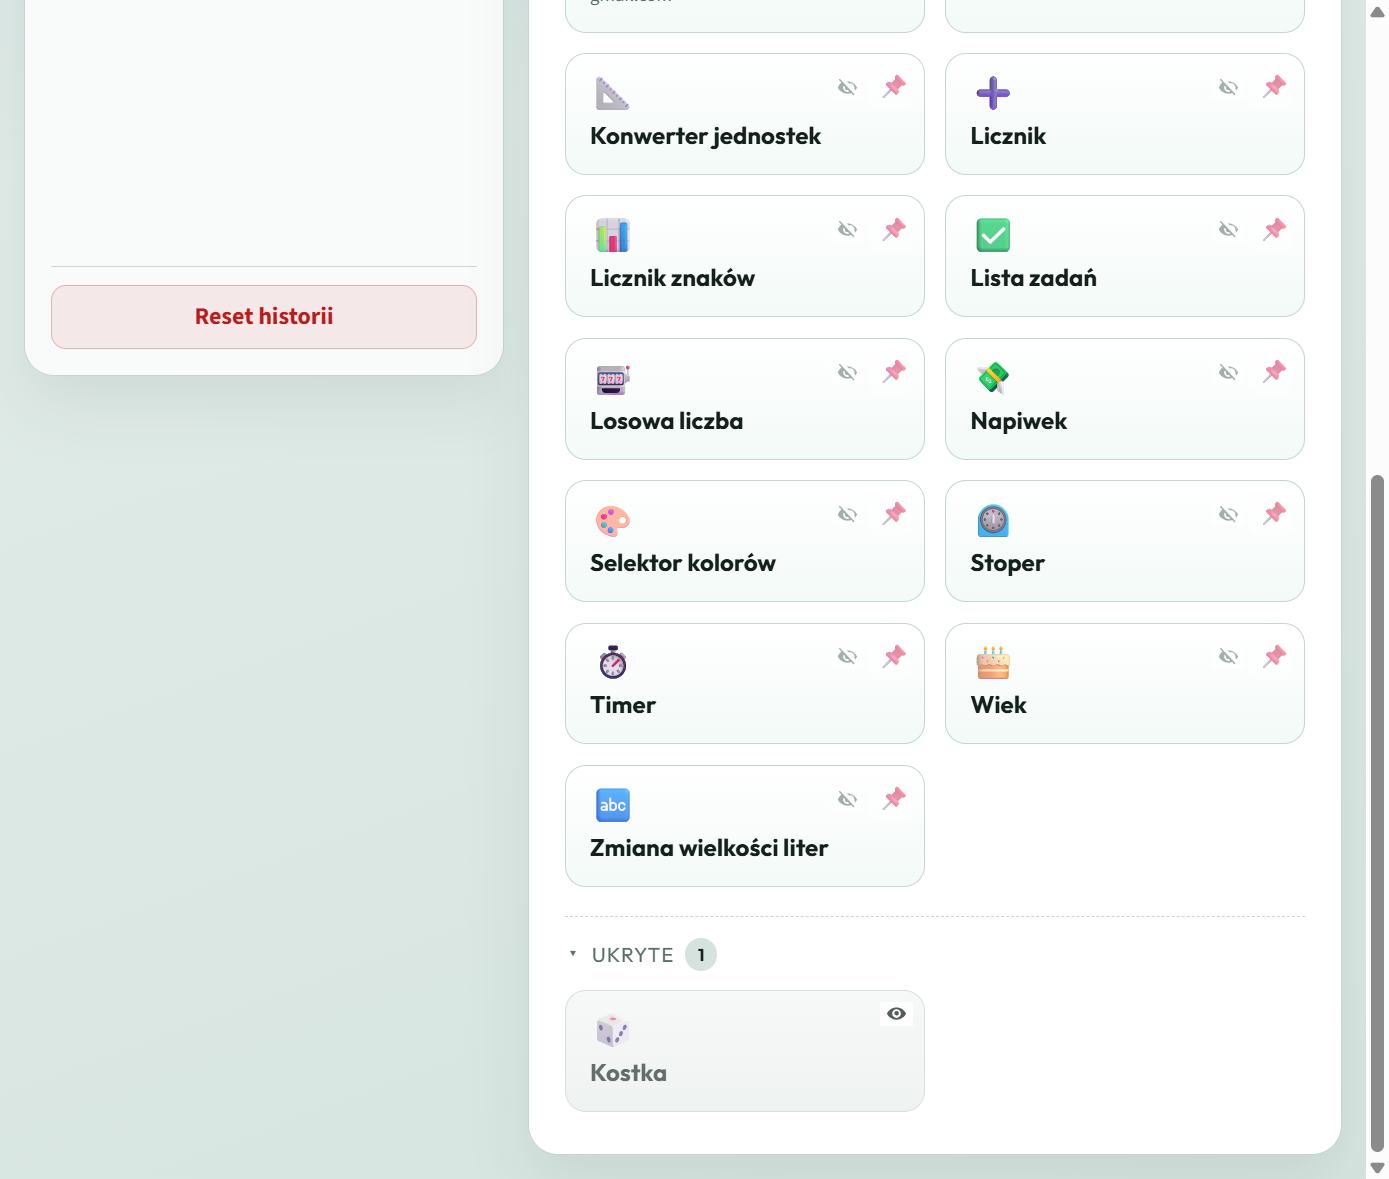 Reset historii
Konwerter jednostek
Licznik
Licznik znaków
Lista zadań
Losowa liczba
Napiwek
Selektor kolorów
Stoper
Timer
Wiek
abc
Zmiana wielkości liter
UKRYTE 1
Kostka